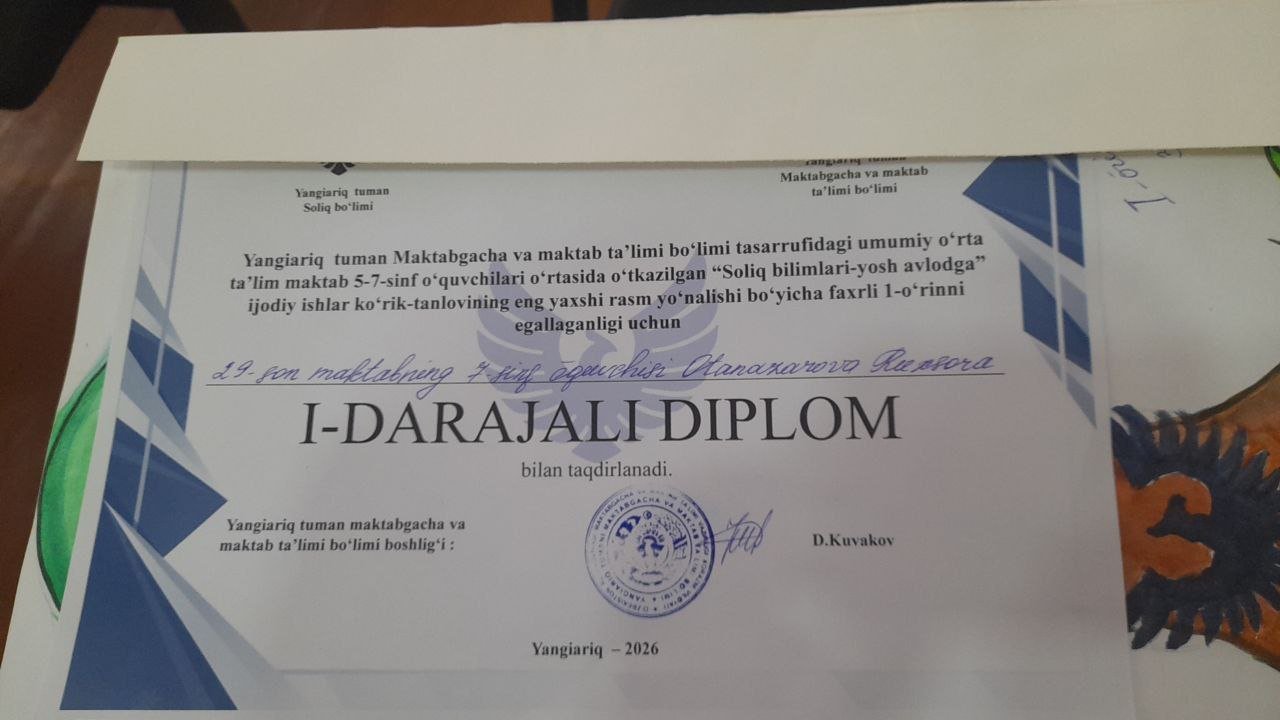 Yangiariq tuman
Soliq bo‘limi
Yangiariq tuman
Maktabgacha va maktab
ta’limi bo‘limi
I-
Yangiariq tuman Maktabgacha va maktab ta’limi bo‘limi tasarrufidagi umumiy o‘rta
ta’lim maktab 5-7-sinf o‘quvchilari o‘rtasida o‘tkazilgan “Soliq bilimlari-yosh avlodga”
ijodiy ishlar ko‘rik-tanlovining eng yaxshi rasm yo‘nalishi bo‘yicha faxrli 1-o‘rinni
egallaganligi uchun
29-son maktabning 7-sinf o‘quvchisi Otanazarova Ruxsora
I-DARAJALI DIPLOM
bilan taqdirlanadi.
Yangiariq tuman maktabgacha va
maktab ta’limi bo‘limi boshlig‘i :
D.Kuvakov
Yangiariq – 2026